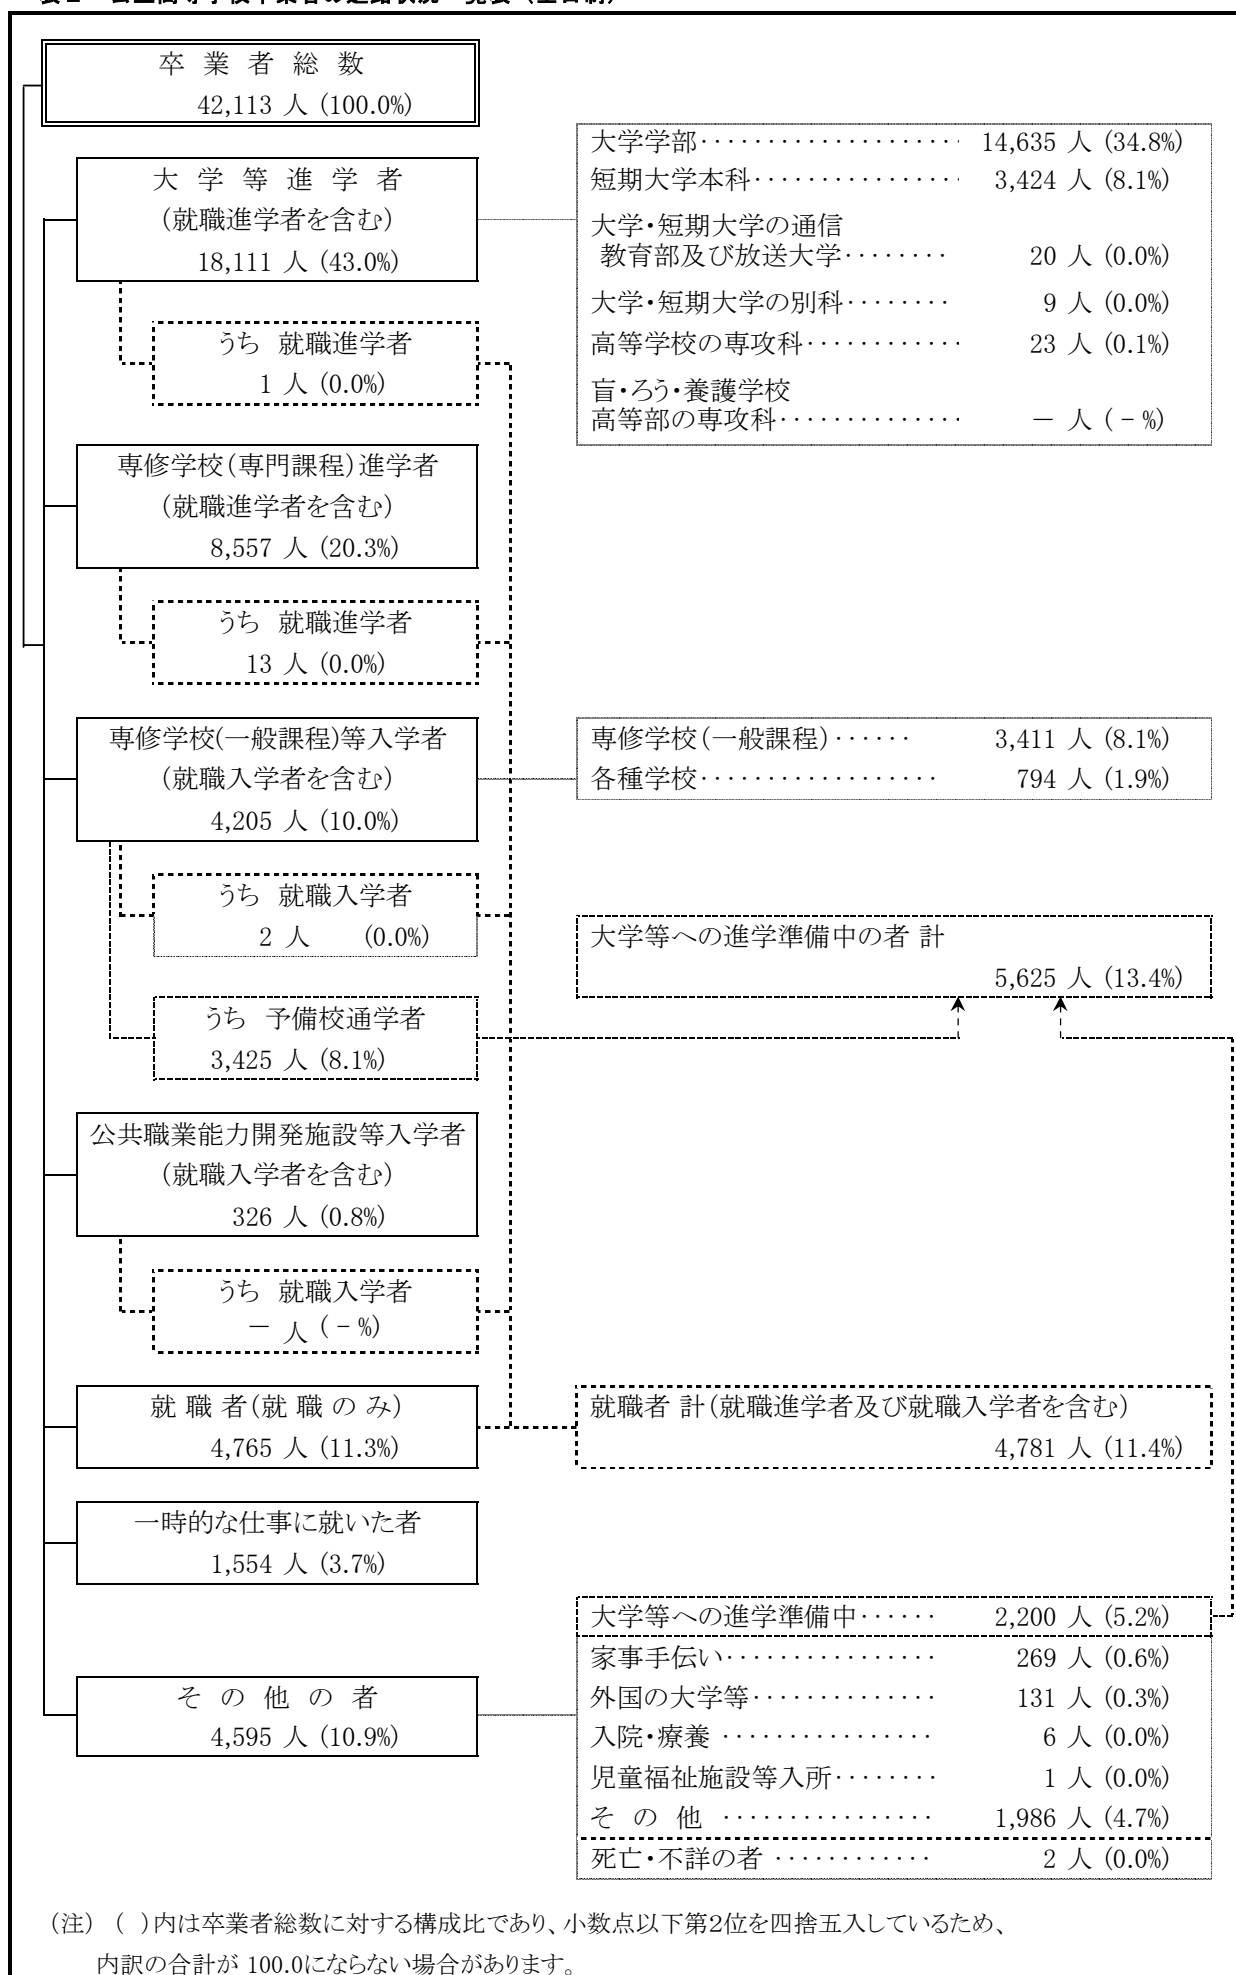 卒業者総数
42,113 人 (100.0%)
大学等進学者
(就職進学者を含む)
18,111 人 (43.0%)
大学学部・・・・・・・・・・・・・・・・・・・・ 14,635 人 (34.8%)
短期大学本科・・・・・・・・・・・・・・・・ 3,424 人 (8.1%)
大学・短期大学の通信
教育部及び放送大学・・・・・・・・ 20 人 (0.0%)
大学・短期大学の別科・・・・・・・・ 9 人 (0.0%)
高等学校の専攻科・・・・・・・・・・・・ 23 人 (0.1%)
盲・ろう・養護学校
高等部の専攻科・・・・・・・・・・・・・・ － 人 ( - %)
うち 就職進学者
1 人 (0.0%)
専修学校(専門課程)進学者
(就職進学者を含む)
8,557 人 (20.3%)
うち 就職進学者
13 人 (0.0%)
専修学校(一般課程)等入学者
(就職入学者を含む)
4,205 人 (10.0%)
専修学校(一般課程)・・・・・・ 3,411 人 (8.1%)
各種学校・・・・・・・・・・・・・・・・・・ 794 人 (1.9%)
うち 就職入学者
2 人 (0.0%)
大学等への進学準備中の者 計
5,625 人 (13.4%)
うち 予備校通学者
3,425 人 (8.1%)
公共職業能力開発施設等入学者
(就職入学者を含む)
326 人 (0.8%)
うち 就職入学者
－ 人 ( - %)
就職者(就職のみ)
4,765 人 (11.3%)
就職者 計(就職進学者及び就職入学者を含む)
4,781 人 (11.4%)
一時的な仕事に就いた者
1,554 人 (3.7%)
その他の者
4,595 人 (10.9%)
大学等への進学準備中・・・・・・ 2,200 人 (5.2%)
家事手伝い・・・・・・・・・・・・・・・・ 269 人 (0.6%)
外国の大学等・・・・・・・・・・・・・・ 131 人 (0.3%)
入院・療養 ・・・・・・・・・・・・・・・・ 6 人 (0.0%)
児童福祉施設等入所・・・・・・・・ 1 人 (0.0%)
その他 ・・・・・・・・・・・・・・・・ 1,986 人 (4.7%)
死亡・不詳の者 ・・・・・・・・・・・・ 2 人 (0.0%)
(注) ( )内は卒業者総数に対する構成比であり、小数点以下第2位を四捨五入しているため、
内訳の合計が 100.0にならない場合があります。